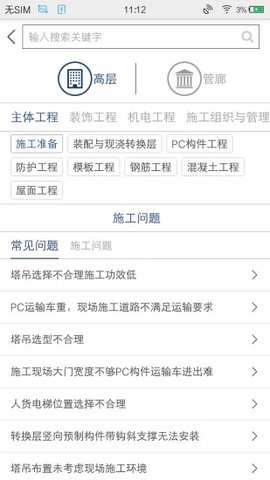 无SIM 11:12 3%
输入搜索关键字
高层 管廊
主体工程 装饰工程 机电工程 施工组织与管理
施工准备 装配与现浇转换层 PC构件工程
防护工程 模板工程 钢筋工程 混凝土工程
屋面工程
施工问题
常见问题 施工问题
塔吊选择不合理施工功效低
PC运输车重，现场施工道路不满足运输要求
塔吊选型不合理
施工现场大门宽度不够PC构件运输车进出难
人货电梯位置选择不合理
转换层竖向预制构件带钩斜支撑无法安装
塔吊布置未考虑现场施工环境